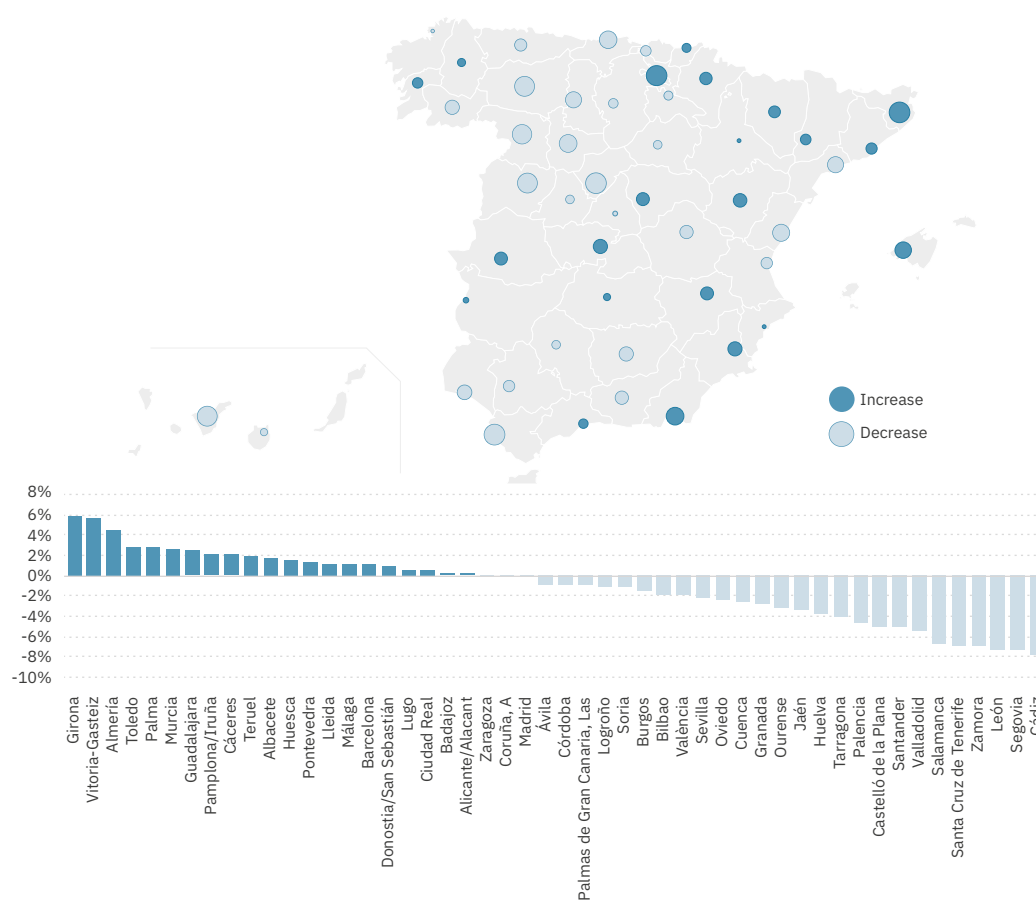 Increase
Decrease
8%
6%
4%
2%
0%
-2%
-4%
-6%
-8%
-10%
Girona
Vitoria-Gasteiz
Almería
Toledo
Palma
Murcia
Guadalajara
Pamplona/Iruña
Cáceres
Teruel
Albacete
Huesca
Pontevedra
Lleida
Málaga
Barcelona
Donostia/San Sebastián
Lugo
Ciudad Real
Badajoz
Alicante/Alacant
Zaragoza
Coruña, A
Madrid
Ávila
Córdoba
Palmas de Gran Canaria, Las
Logroño
Soria
Burgos
Bilbao
València
Sevilla
Oviedo
Cuenca
Granada
Ourense
Jaén
Huelva
Tarragona
Palencia
Castelló de la Plana
Santander
Valladolid
Salamanca
Santa Cruz de Tenerife
Zamora
León
Segovia